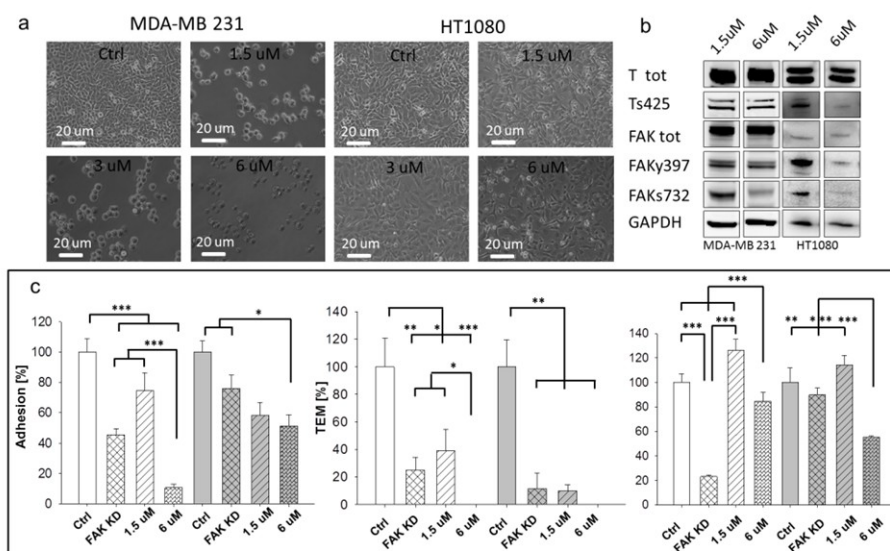 a
MDA-MB 231
HT1080
Ctrl
1.5 uM
Ctrl
1.5 uM
20 um
20 um
20 um
20 um
3 uM
6 uM
3 uM
6 uM
20 um
20 um
20 um
20 um
b
1.5uM
6uM
1.5uM
6uM
T tot
Ts425
FAK tot
FAKy397
FAKs732
GAPDH
MDA-MB 231
HT1080
c
Adhesion [%]
120
100
80
60
40
20
0
***
***
*
Ctrl
FAK KD
1.5 uM
6 uM
Ctrl
FAK KD
1.5 uM
6 uM
TEM [%]
140
120
100
80
60
40
20
0
** * ***
*
**
Ctrl
FAK KD
1.5 uM
6 uM
Ctrl
FAK KD
1.5 uM
6 uM
140
120
100
80
60
40
20
0
***
*** ***
** *** ***
Ctrl
FAK KD
1.5 uM
6 uM
Ctrl
FAK KD
1.5 uM
6 uM